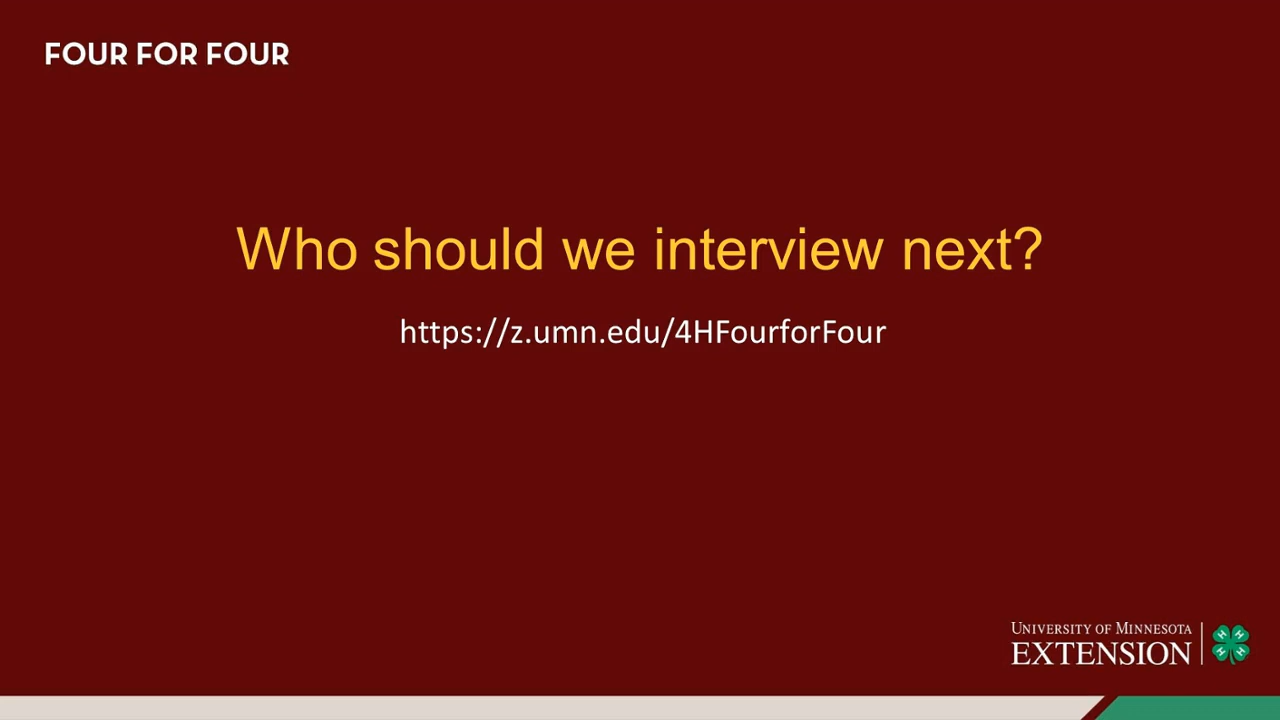 FOUR FOR FOUR
Who should we interview next?
https://z.umn.edu/4HFourforFour
UNIVERSITY OF MINNESOTA
EXTENSION
H H
H H